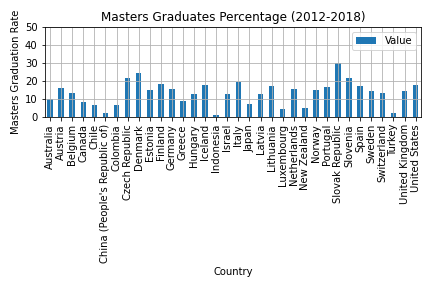 Masters Graduates Percentage (2012-2018)
Masters Graduation Rate
50
40
30
20
10
0
Value
Australia
Austria
Belgium
Canada
Chile
China (People's Republic of)
Colombia
Czech Republic
Denmark
Estonia
Finland
Germany
Greece
Hungary
Iceland
Indonesia
Israel
Italy
Japan
Latvia
Lithuania
Luxembourg
Netherlands
New Zealand
Norway
Portugal
Slovak Republic
Slovenia
Spain
Sweden
Switzerland
Turkey
United Kingdom
United States
Country